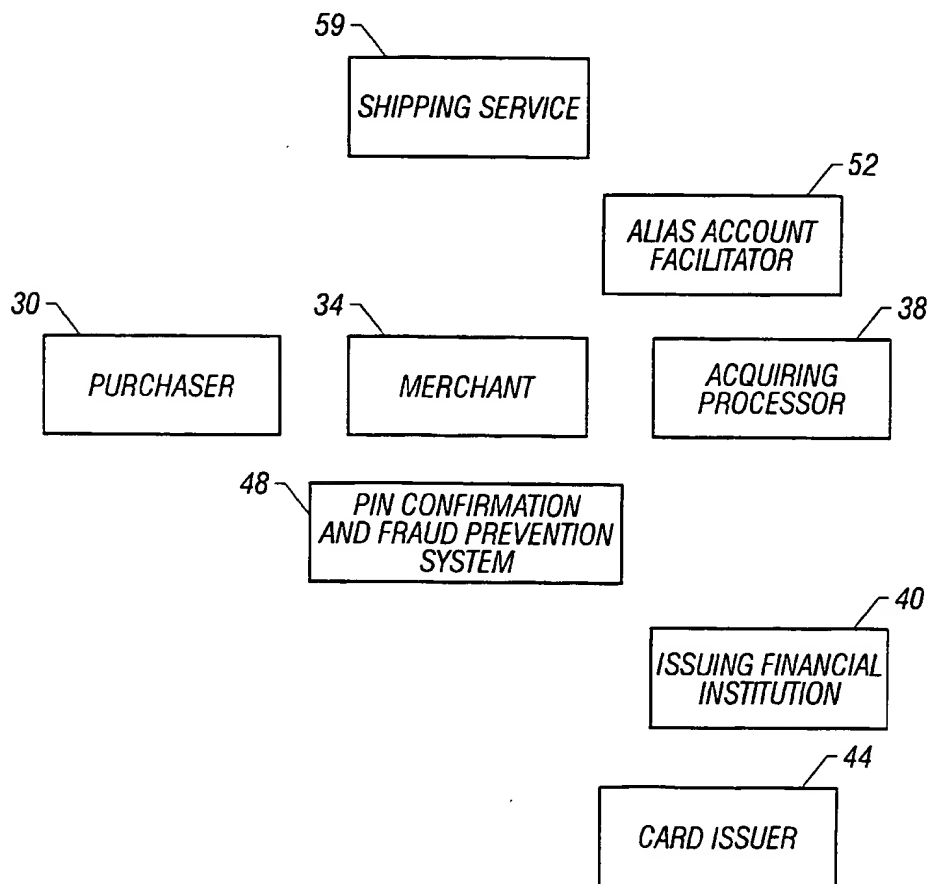 59
SHIPPING SERVICE
52
ALIAS ACCOUNT
FACILITATOR
30
PURCHASER
34
MERCHANT
38
ACQUIRING
PROCESSOR
48
PIN CONFIRMATION
AND FRAUD PREVENTION
SYSTEM
40
ISSUING FINANCIAL
INSTITUTION
44
CARD ISSUER